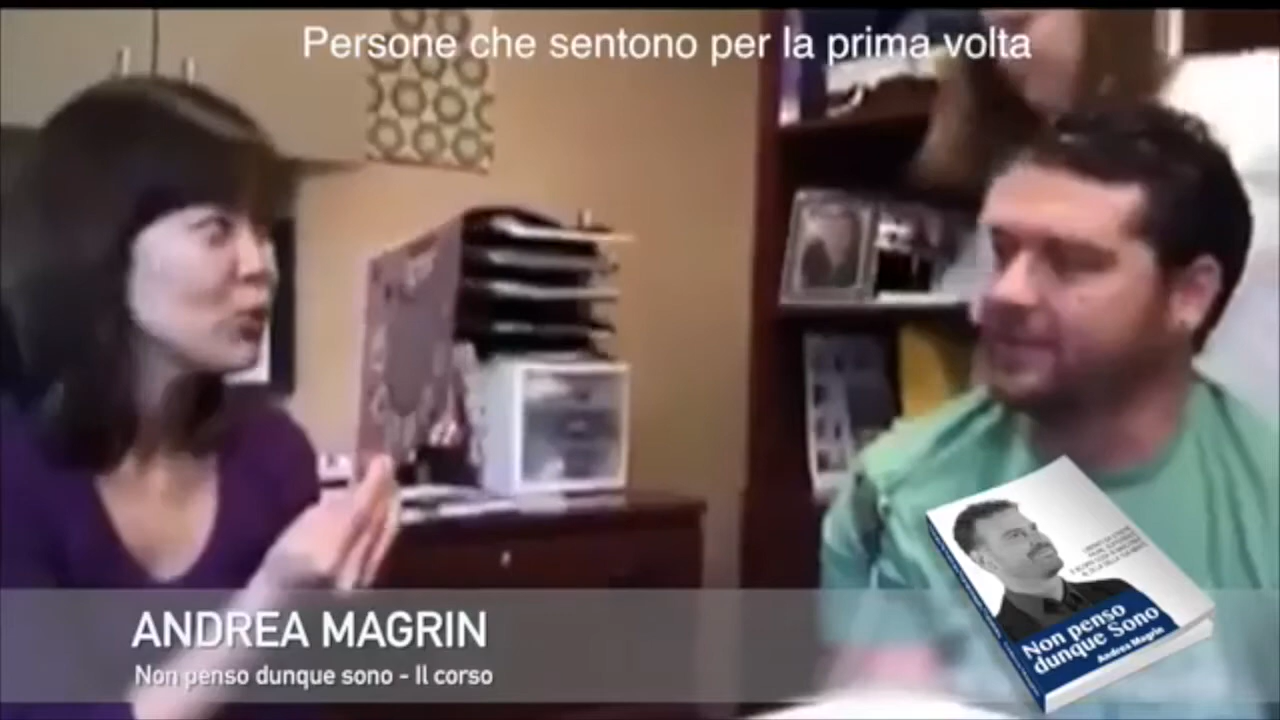 Persone che sentono per la prima volta
ANDREA MAGRIN
Non penso dunque sono - Il corso
Non penso
dunque Sono
Andrea Magrin